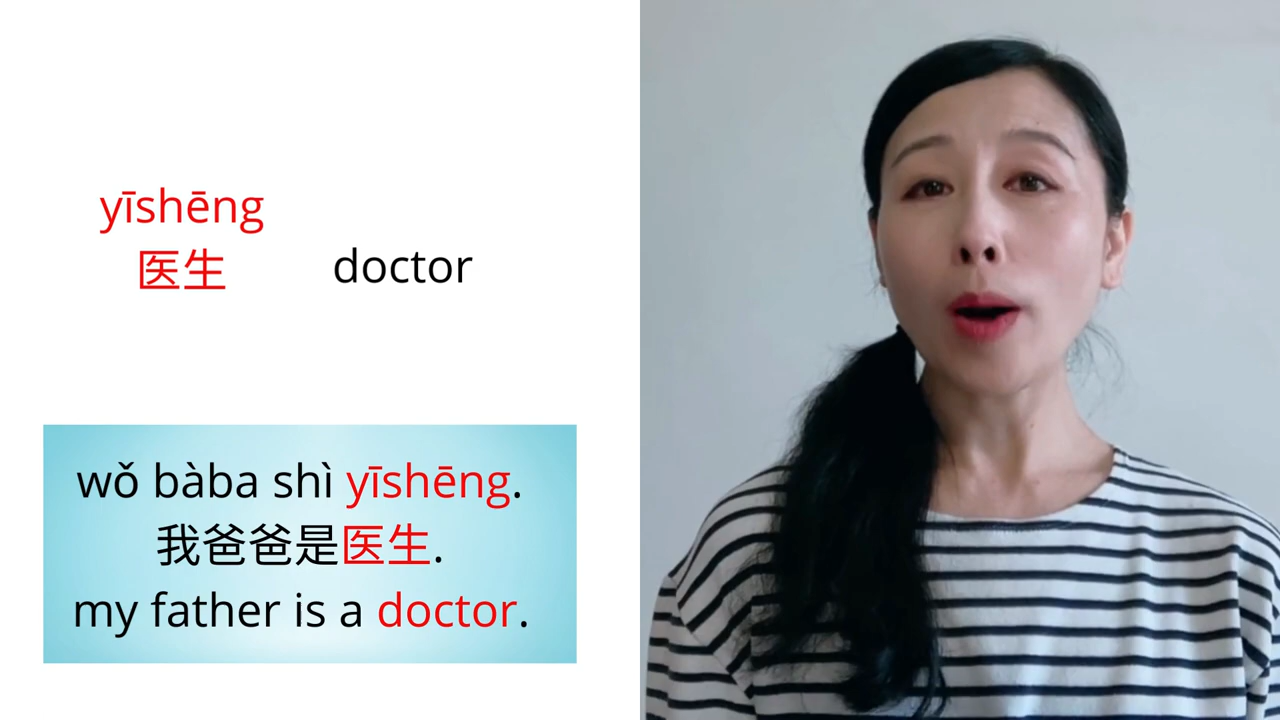 yīshēng
医生
doctor
wǒ bàba shì yīshēng.
我爸爸是医生.
my father is a doctor.